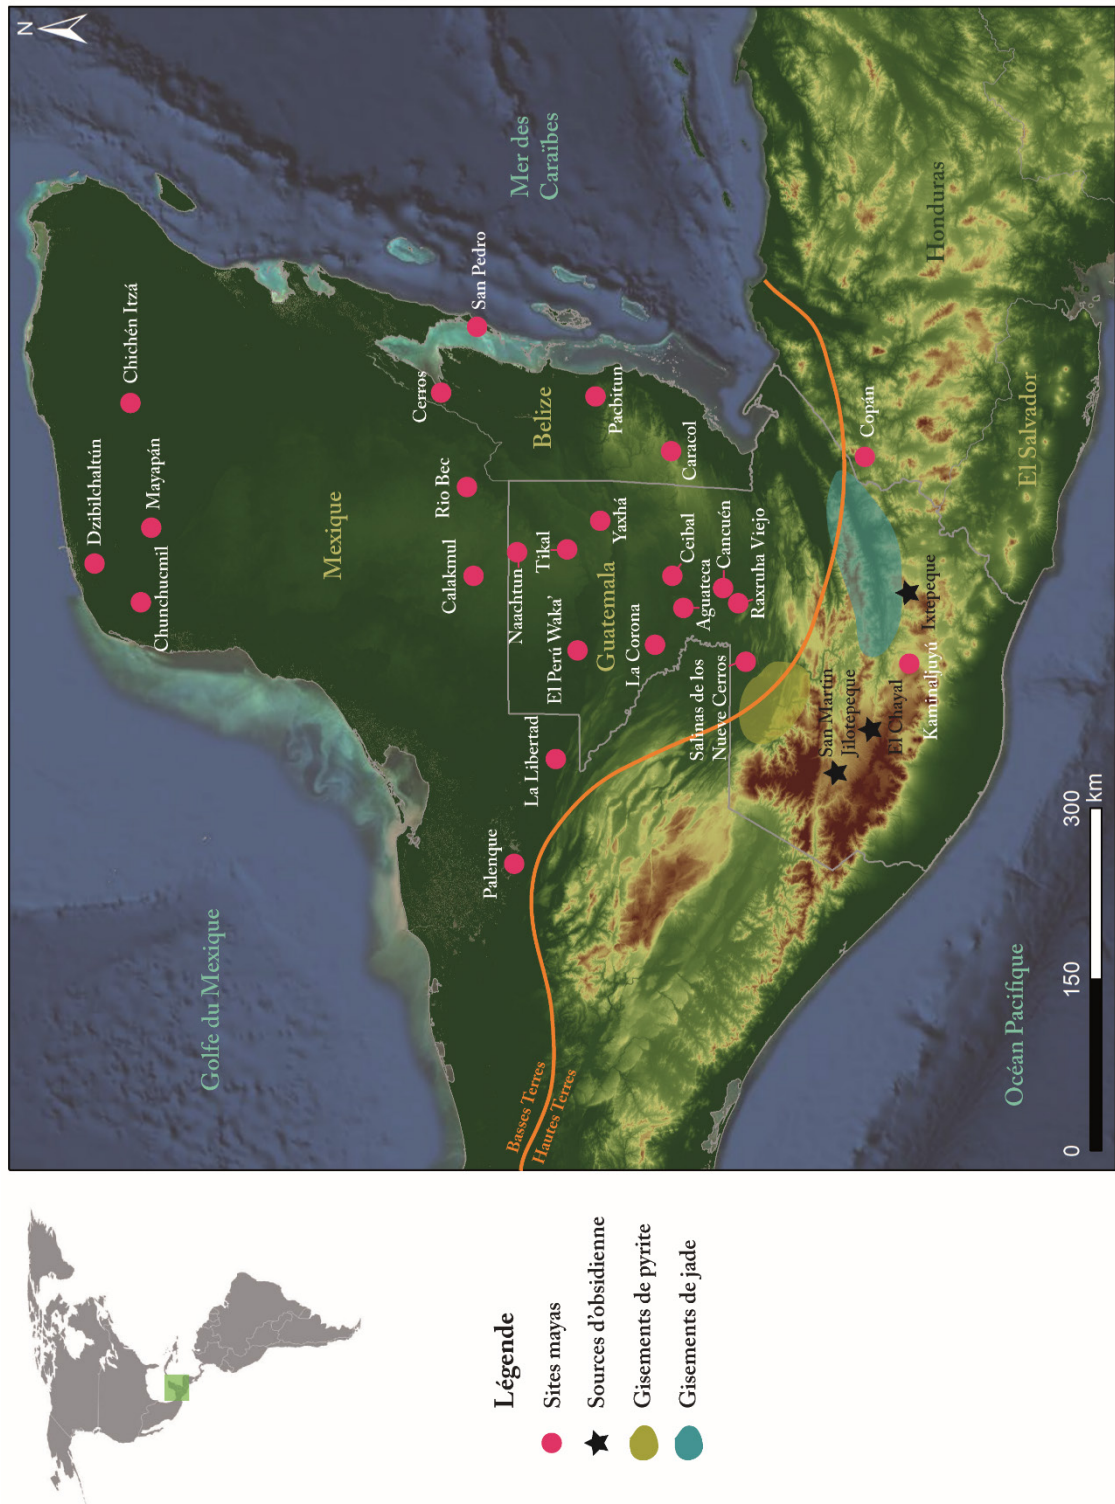 N
Golfe du Mexique
Mer des
Caraïbes
Océan Pacifique
Mexique
Belize
Guatemala
Honduras
El Salvador
Basses Terres
Hautes Terres
Dzibilchaltún
Chichén Itzá
Mayapán
Chunchucmil
Cerros
San Pedro
Rio Bec
Calakmul
Naachtun
Tikal
Yaxhá
Pacbitun
Caracol
El Perú Waka’
La Corona
Ceibal
Aguateca
Cancuén
Raxruha Viejo
Salinas de los
Nueve Cerros
La Libertad
Palenque
Copán
San Martin
Jilotepeque
El Chayal
Kaminaljuyú
Ixtepeque
0
150
300
km
Légende
Sites mayas
Sources d’obsidienne
Gisements de pyrite
Gisements de jade